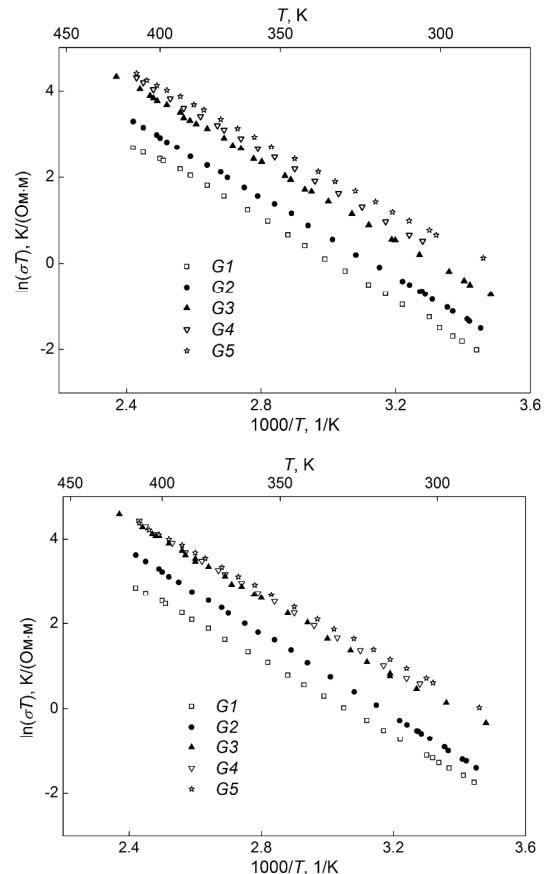 T, K
450 400 350 300
4
2
0
-2
ln(σT), K/(Ом·м)
G1
G2
G3
G4
G5
2.4 2.8 3.2 3.6
1000/T, 1/K
T, K
450 400 350 300
4
2
0
-2
ln(σT), K/(Ом·м)
G1
G2
G3
G4
G5
2.4 2.8 3.2 3.6
1000/T, 1/K